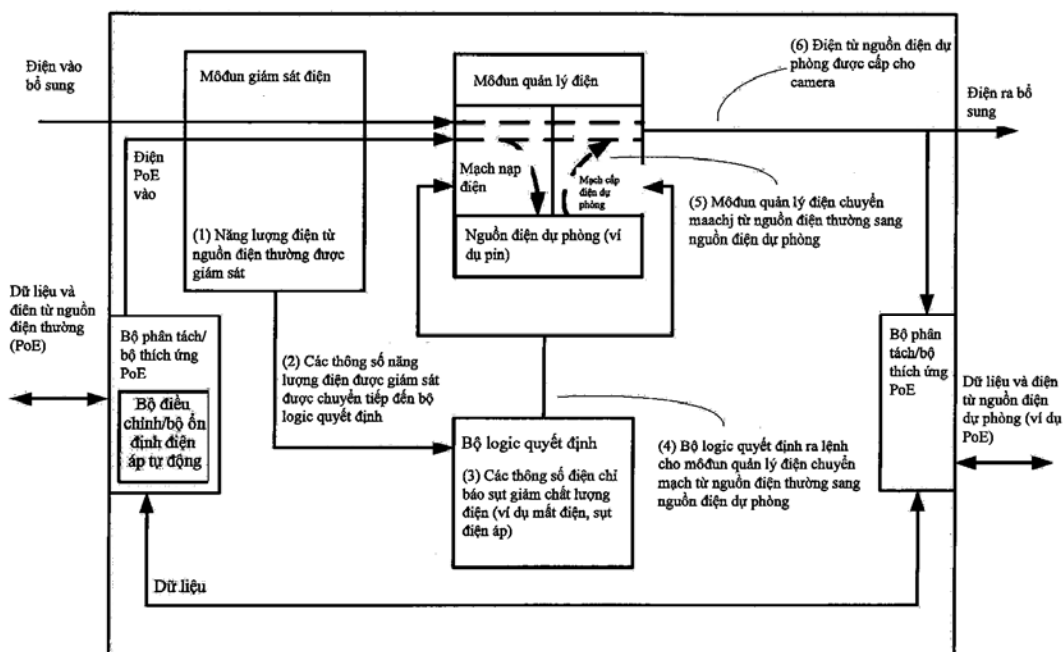 Điện vào
bổ sung
Môđun giám sát điện
Môđun quản lý điện
(6) Điện từ nguồn điện dự
phòng được cấp cho
camera
Điện ra bổ
sung
Điện
PoE
vào
Mạch nạp
điện
Mạch cấp
điện dự
phòng
(5) Môđun quản lý điện chuyển
maachj từ nguồn điện thường sang
nguồn điện dự phòng
(1) Năng lượng điện từ
nguồn điện thường được
giám sát
Nguồn điện dự phòng (ví
dụ pin)
Dữ liệu và
điên từ nguồn
điện thường
(PoE)
Bộ phân tách/
bộ thích ứng
PoE
Bộ điều
chỉnh/bộ ổn
định điện
áp tự động
(2) Các thông số năng
lượng điện được giám sát
được chuyển tiếp đến bộ
logic quyết định
Bộ phân
tách/bộ
thích ứng
PoE
Dữ liệu và điện
từ nguồn điện
dự phòng (ví dụ
PoE)
Bộ logic quyết định
(3) Các thông số điện chỉ
báo sụt giảm chất lượng
điện (ví dụ mất điện, sụt
điện áp)
(4) Bộ logic quyết định ra lệnh
cho môđun quản lý điện chuyển
mạch từ nguồn điện thường sang
nguồn điện dự phòng
Dữ liệu